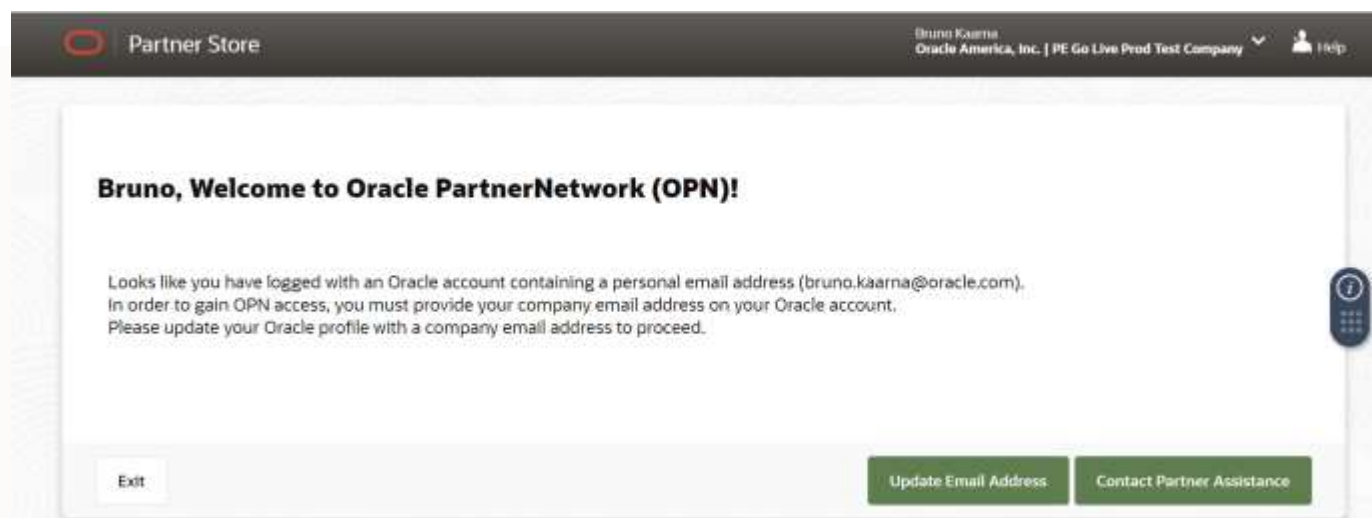 Partner Store
Bruno Kaarna
Oracle America, Inc. | PE Go Live Prod Test Company
Help
Bruno, Welcome to Oracle PartnerNetwork (OPN)!
Looks like you have logged with an Oracle account containing a personal email address (bruno.kaarna@oracle.com).
In order to gain OPN access, you must provide your company email address on your Oracle account.
Please update your Oracle profile with a company email address to proceed.
Exit
Update Email Address
Contact Partner Assistance